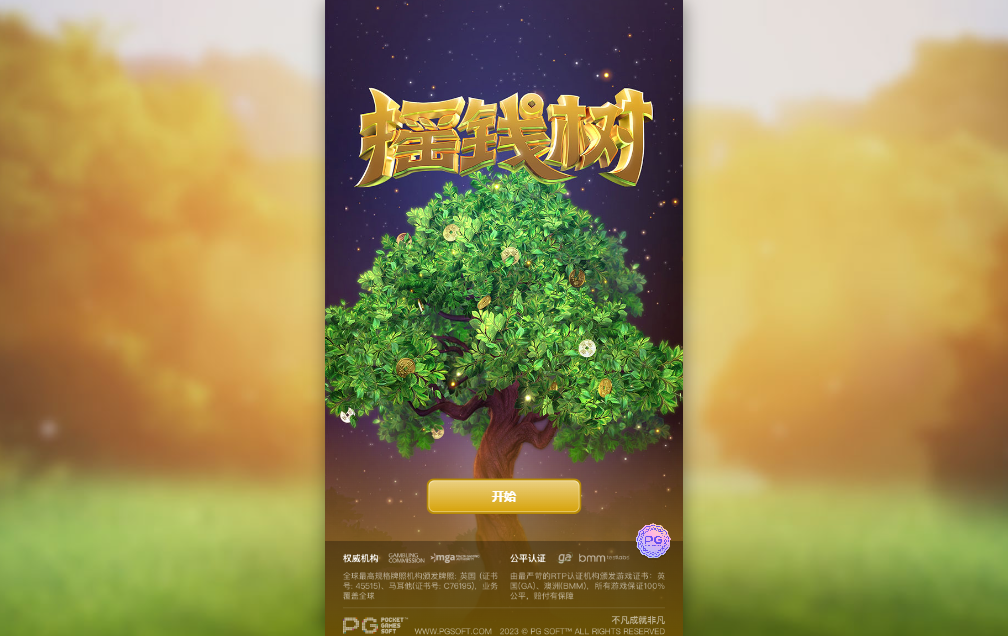 摇钱树
开始
PG
权威机构 GAMBLING COMMISSION mga
公平认证 ga bmm testlabs
全球最高规格牌照机构颁发牌照: 英国 (证书
号: 45515)、马耳他(证书号: C76195), 业务
覆盖全球
由最严苛的RTP认证机构颁发游戏证书: 英
国(GA)、澳洲(BMM), 所有游戏保证100%
公平, 赔付有保障
PG POCKET GAMES SOFT
不凡成就非凡
WWW.PGSOFT.COM 2023 © PG SOFT™ ALL RIGHTS RESERVED